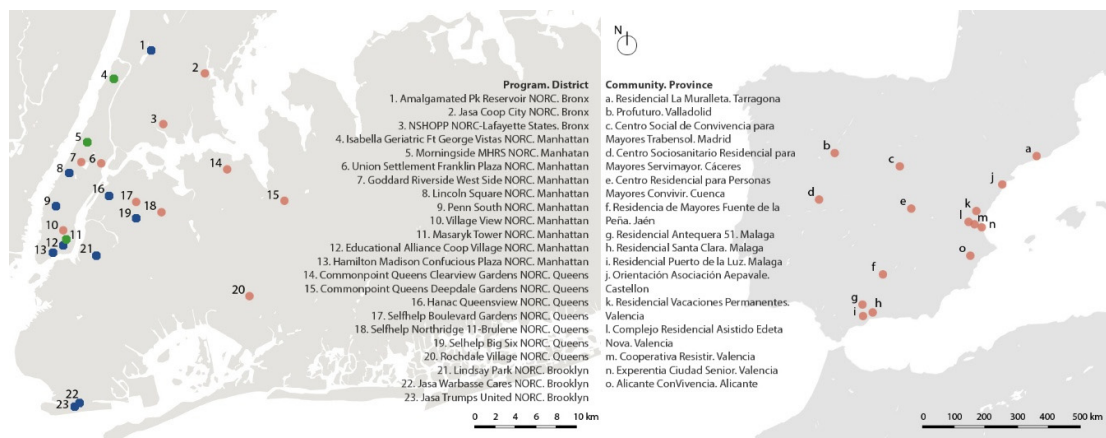 N
Program. District
1. Amalgamated Pk Reservoir NORC. Bronx
2. Jasa Coop City NORC. Bronx
3. NSHOPP NORC-Lafayette States. Bronx
4. Isabella Geriatric Ft George Vistas NORC. Manhattan
5. Morningside MHRS NORC. Manhattan
6. Union Settlement Franklin Plaza NORC. Manhattan
7. Goddard Riverside West Side NORC. Manhattan
8. Lincoln Square NORC. Manhattan
9. Penn South NORC. Manhattan
10. Village View NORC. Manhattan
11. Masaryk Tower NORC. Manhattan
12. Educational Alliance Coop Village NORC. Manhattan
13. Hamilton Madison Confucious Plaza NORC. Manhattan
14. Commonpoint Queens Clearview Gardens NORC. Queens
15. Commonpoint Queens Deepdale Gardens NORC. Queens
16. Hanac Queensview NORC. Queens
17. Selfhelp Boulevard Gardens NORC. Queens
18. Selfhelp Northridge 11-Brulene NORC. Queens
19. Selhelp Big Six NORC. Queens
20. Rochdale Village NORC. Queens
21. Lindsay Park NORC. Brooklyn
22. Jasa Warbasse Cares NORC. Brooklyn
23. Jasa Trumps United NORC. Brooklyn
Community. Province
a. Residencial La Muralleta. Tarragona
b. Profuturo. Valladolid
c. Centro Social de Convivencia para
Mayores Trabensol. Madrid
d. Centro Sociosanitario Residencial para
Mayores Servimayor. Cáceres
e. Centro Residencial para Personas
Mayores Convivir. Cuenca
f. Residencia de Mayores Fuente de la
Peña. Jaén
g. Residencial Antequera 51. Malaga
h. Residencial Santa Clara. Malaga
i. Residencial Puerto de la Luz. Malaga
j. Orientación Asociación Aepavale.
Castellon
k. Residencial Vacaciones Permanentes.
Valencia
l. Complejo Residencial Asistido Edeta
Nova. Valencia
m. Cooperativa Resistir. Valencia
n. Experentia Ciudad Senior. Valencia
o. Alicante ConVivencia. Alicante
1
2
3
4
5
6
7
8
9
10
11
12
13
14
15
16
17
18
19
20
21
22
23
0 2 4 6 8 10 km
a
b
c
d
e
f
g
h
i
j
k
l
m
n
o
0 100 200 300 400 500 km